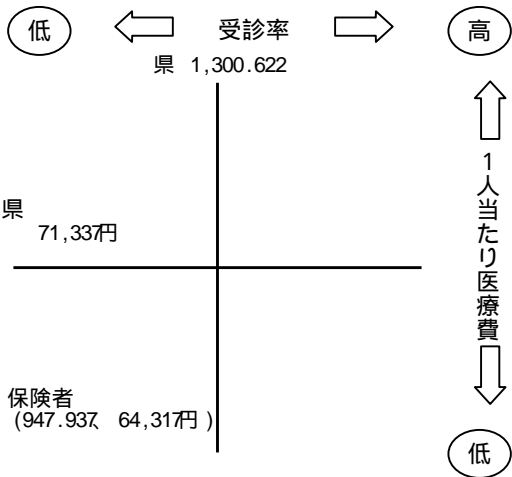 低 受診率 高
県 1,300.622
1人当たり医療費
県
71,337円
保険者
(947.937、 64,317円 )
低